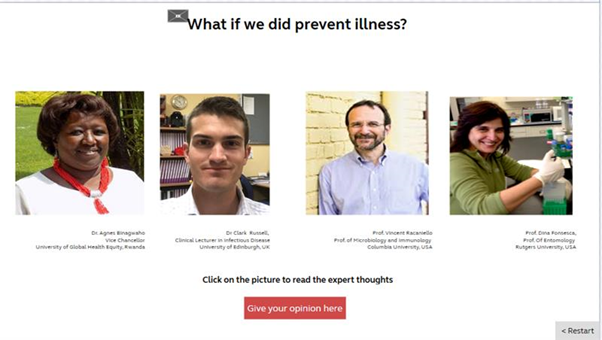 What if we did prevent illness?
Dr. Agnes Binagwaho
Vice Chancellor
University of Global Health Equity, Rwanda
Dr Clark Russell,
Clinical Lecturer in Infectious Disease
University of Edinburgh, UK
Prof. Vincent Racaniello
Prof. of Microbiology and Immunology
Columbia University, USA
Prof. Dina Fonseca,
Prof. Of Entomology
Rutgers University, USA
Click on the picture to read the expert thoughts
Give your opinion here
< Restart